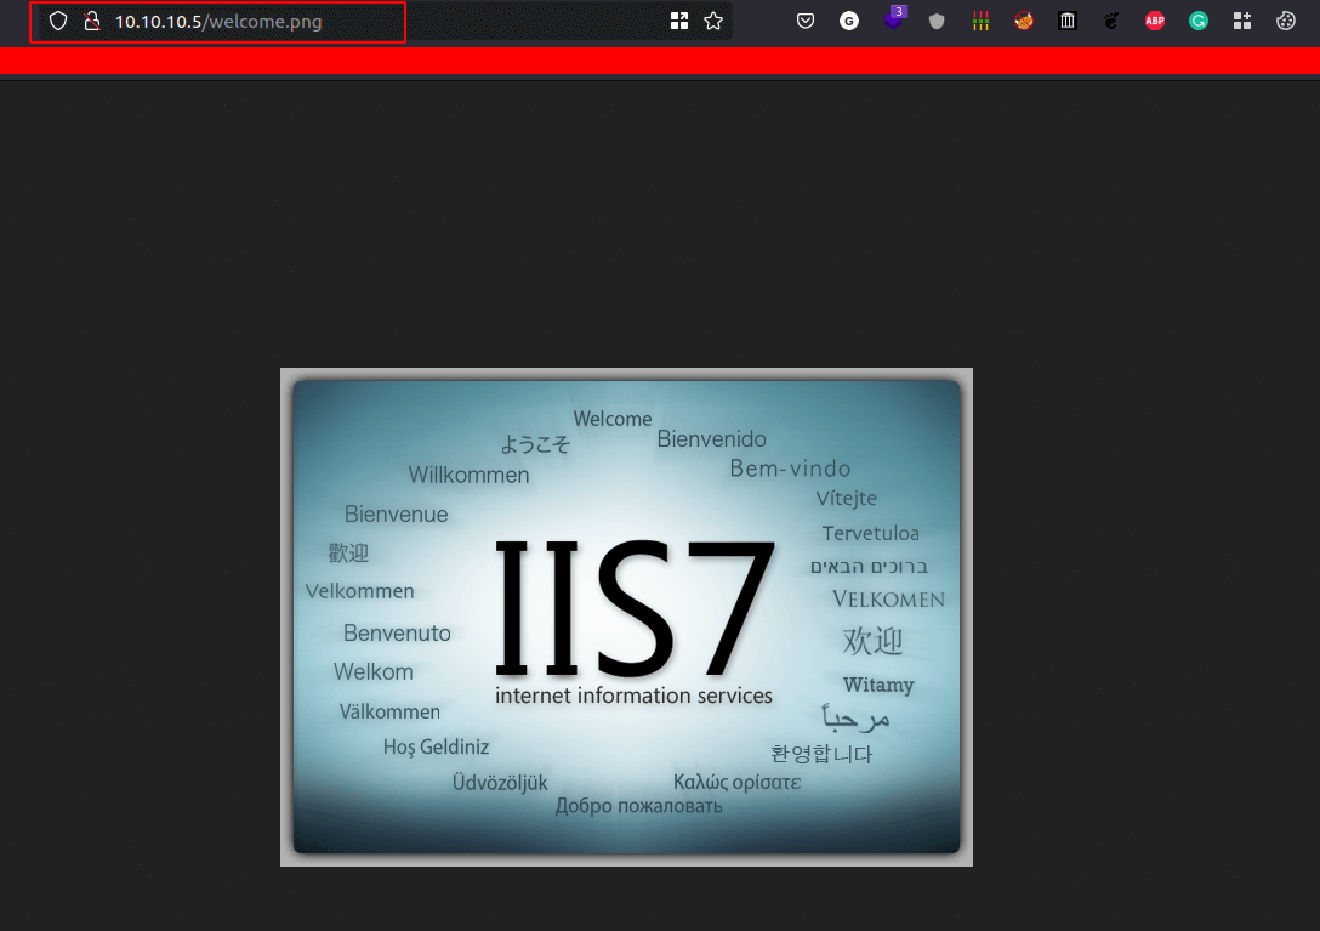 10.10.10.5/welcome.png
3
G
ABP
Welcome
ようこそ
Bienvenido
Willkommen
Bem-vindo
Vítejte
Bienvenue
Tervetuloa
歡迎
ברוכים הבאים
Velkommen
VELKOMEN
IIS7
Benvenuto
欢迎
Welkom
Witamy
internet information services
Välkommen
مرحباً
Hoş Geldiniz
환영합니다
Üdvözöljük
Καλώς ορίσατε
Добро пожаловать